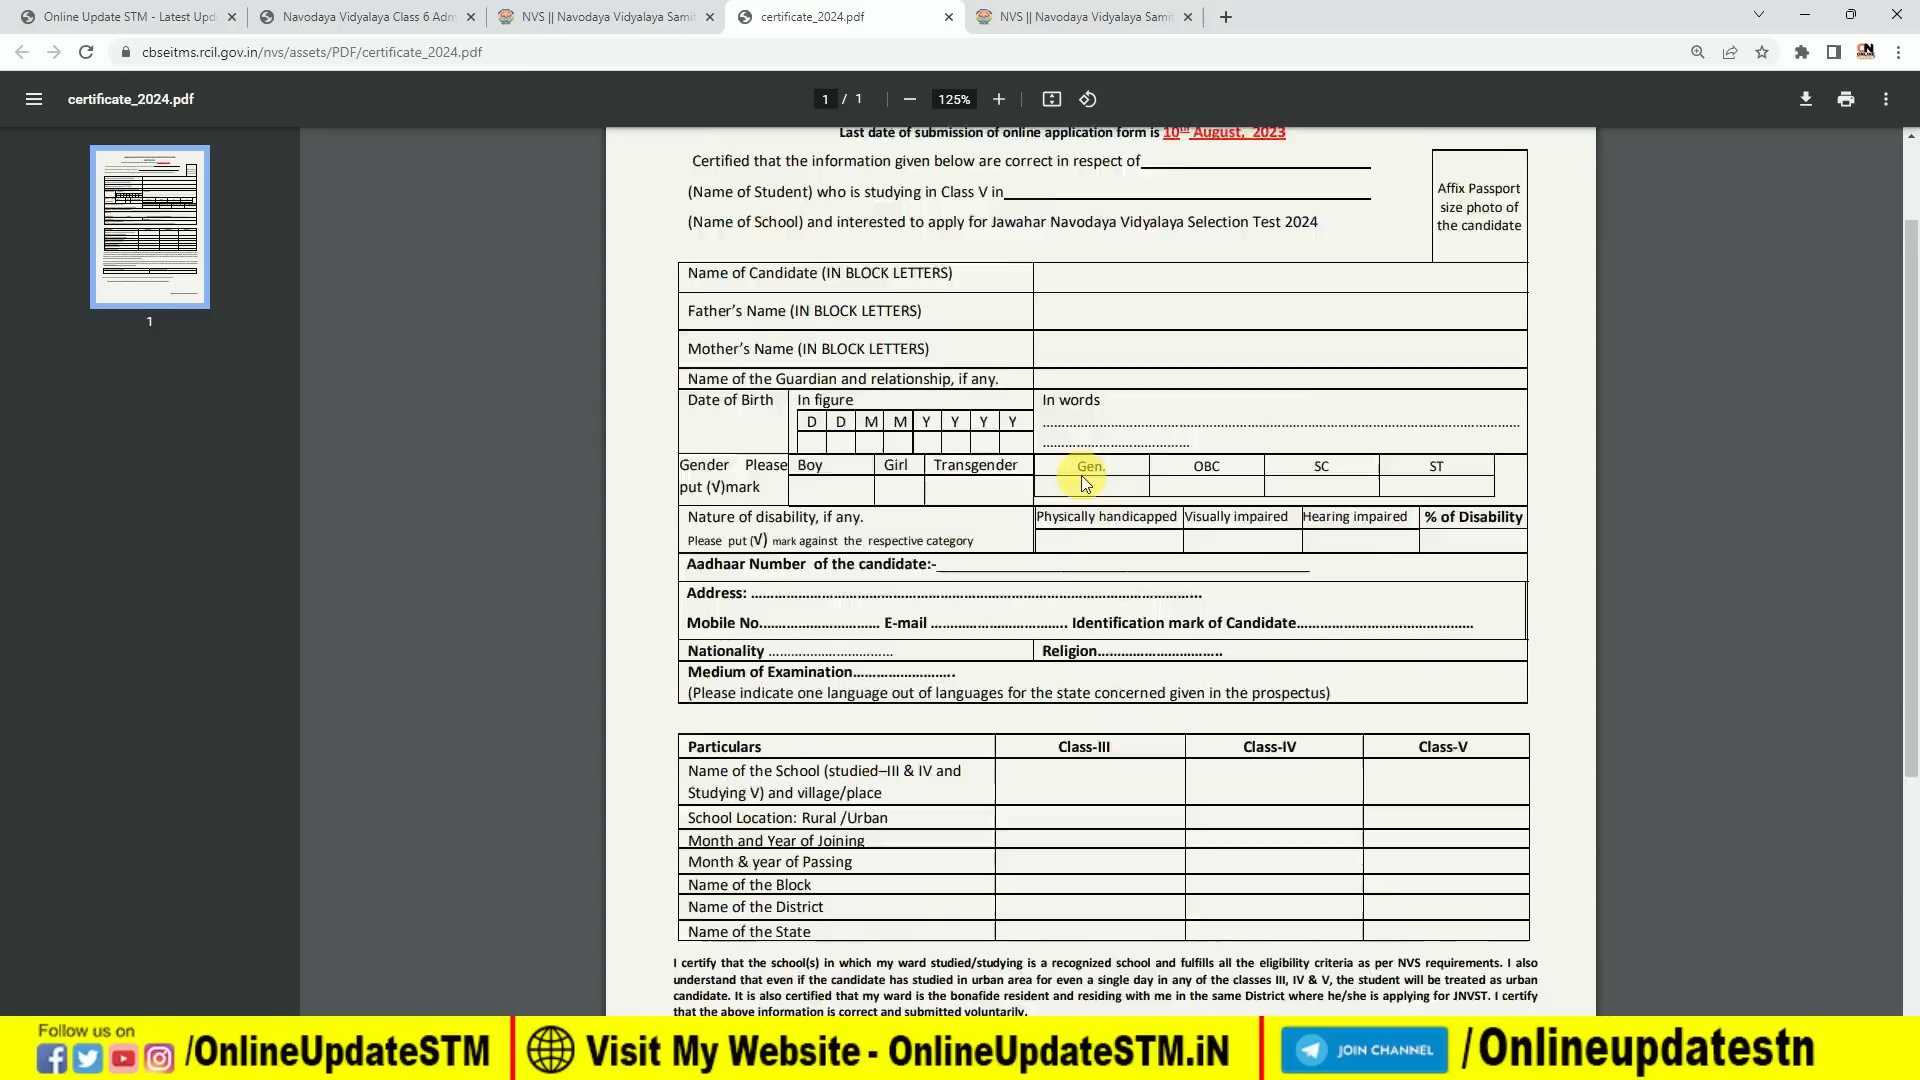 Online Update STM - Latest Upd
Navodaya Vidyalaya Class 6 Adm
NVS || Navodaya Vidyalaya Samit
certificate_2024.pdf
NVS || Navodaya Vidyalaya Samit
cbseitms.rcil.gov.in/nvs/assets/PDF/certificate_2024.pdf
certificate_2024.pdf
1 / 1
125%
1
Last date of submission of online application form is 10th August, 2023
Certified that the information given below are correct in respect of
(Name of Student) who is studying in Class V in
(Name of School) and interested to apply for Jawahar Navodaya Vidyalaya Selection Test 2024
Affix Passport
size photo of
the candidate
Name of Candidate (IN BLOCK LETTERS)
Father’s Name (IN BLOCK LETTERS)
Mother’s Name (IN BLOCK LETTERS)
Name of the Guardian and relationship, if any.
Date of Birth In figure In words
D D M M Y Y Y Y
Gender Please Boy Girl Transgender Gen. OBC SC ST
put (√)mark
Nature of disability, if any. Physically handicapped Visually impaired Hearing impaired % of Disability
Please put (√) mark against the respective category
Aadhaar Number of the candidate:-
Address: ……………………………………………………………………………………..
Mobile No………………………… E-mail …………………………….. Identification mark of Candidate………………………………………
Nationality ………………………… Religion…………………………..
Medium of Examination……………………..
(Please indicate one language out of languages for the state concerned given in the prospectus)
Particulars Class-III Class-IV Class-V
Name of the School (studied–III & IV and
Studying V) and village/place
School Location: Rural /Urban
Month and Year of Joining
Month & year of Passing
Name of the Block
Name of the District
Name of the State
I certify that the school(s) in which my ward studied/studying is a recognized school and fulfills all the eligibility criteria as per NVS requirements. I also
understand that even if the candidate has studied in urban area for even a single day in any of the classes III, IV & V, the student will be treated as urban
candidate. It is also certified that my ward is the bonafide resident and residing with me in the same District where he/she is applying for JNVST. I certify
that the above information is correct and submitted voluntarily.
Follow us on
/OnlineUpdateSTM
Visit My Website - OnlineUpdateSTM.iN
JOIN CHANNEL
/Onlineupdatestn